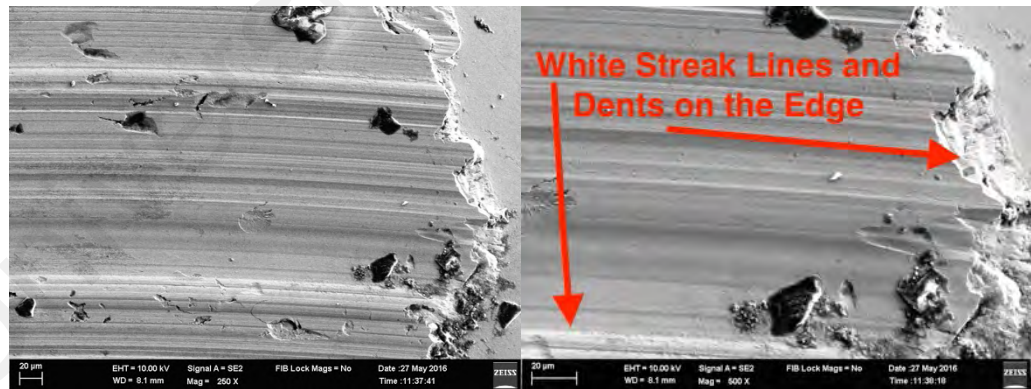 White Streak Lines and
Dents on the Edge
20 µm
EHT = 10.00 kV
WD = 8.1 mm
Signal A = SE2
Mag = 250 X
FIB Lock Mags = No
Date :27 May 2016
Time :11:37:41
ZEISS
20 µm
EHT = 10.00 kV
WD = 8.1 mm
Signal A = SE2
Mag = 600 X
FIB Lock Mags = No
Date :27 May 2016
Time :11:38:18
ZEISS